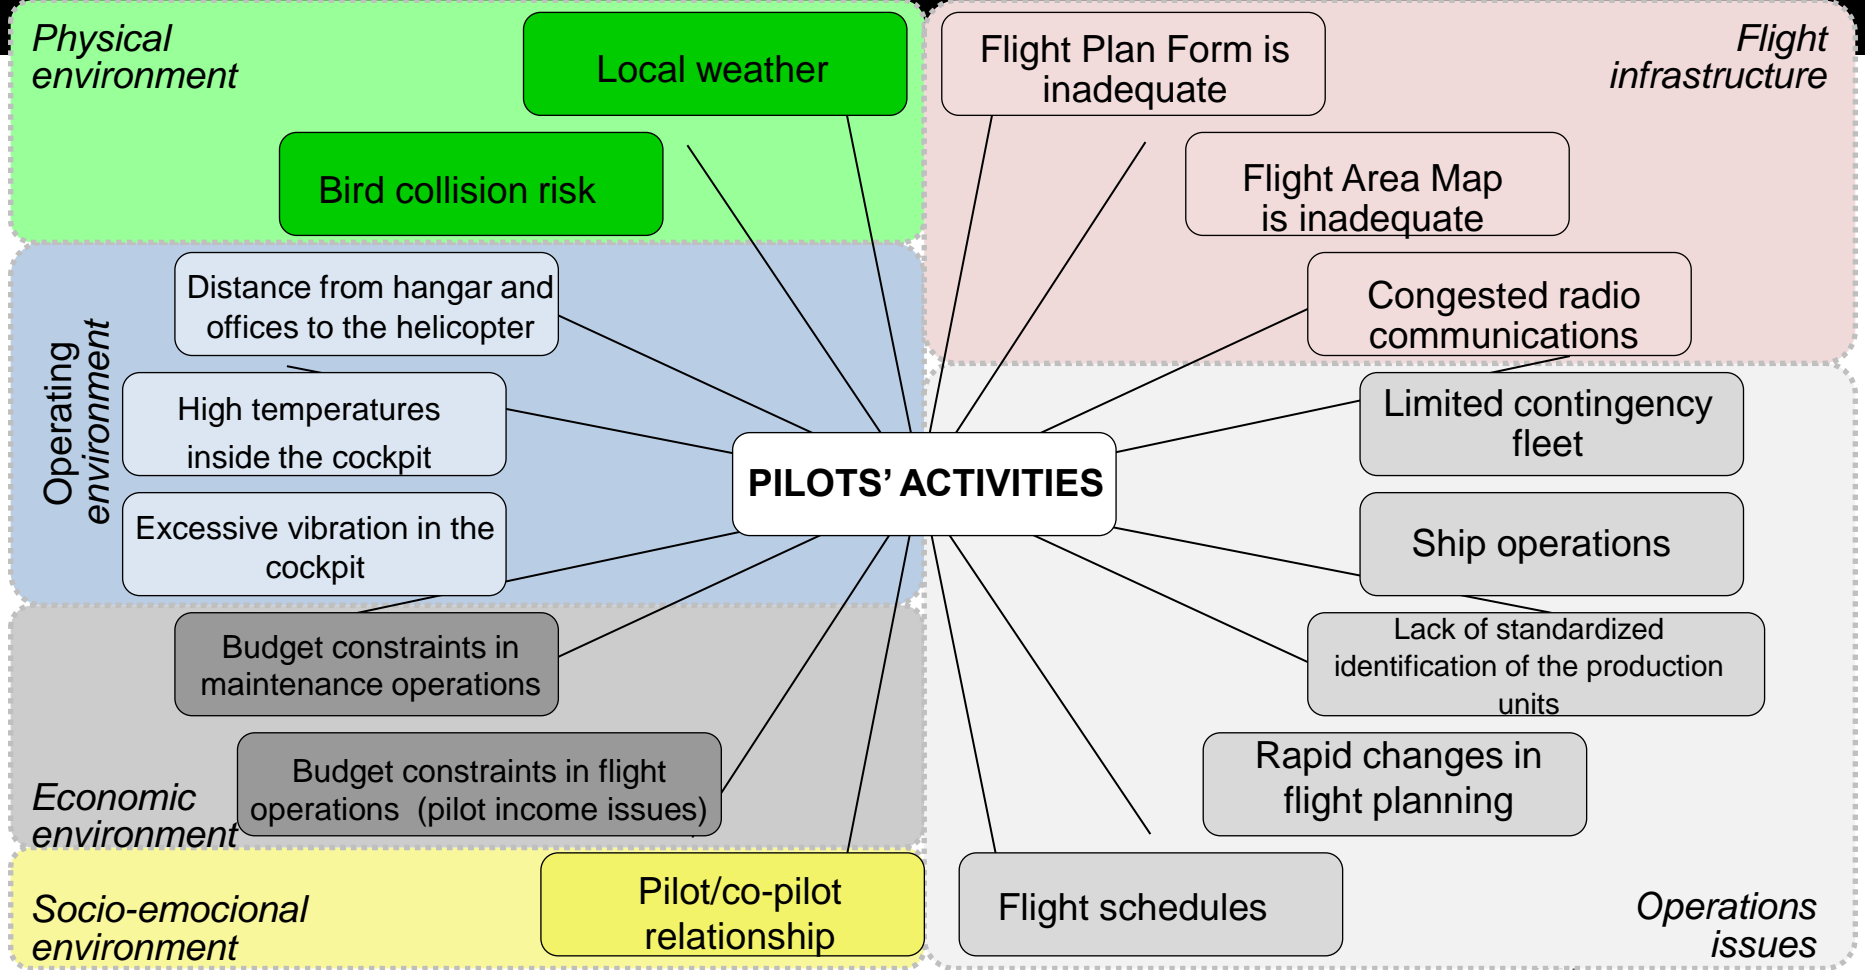 Physical
environment
Local weather
Bird collision risk
Flight Plan Form is
inadequate
Flight
infrastructure
Flight Area Map
is inadequate
Congested radio
communications
Operating
environment
Distance from hangar and
offices to the helicopter
High temperatures
inside the cockpit
Excessive vibration in the
cockpit
PILOTS’ ACTIVITIES
Limited contingency
fleet
Ship operations
Lack of standardized
identification of the production
units
Rapid changes in
flight planning
Flight schedules
Operations
issues
Budget constraints in
maintenance operations
Budget constraints in flight
operations  (pilot income issues)
Economic
environment
Socio-emocional
environment
Pilot/co-pilot
relationship